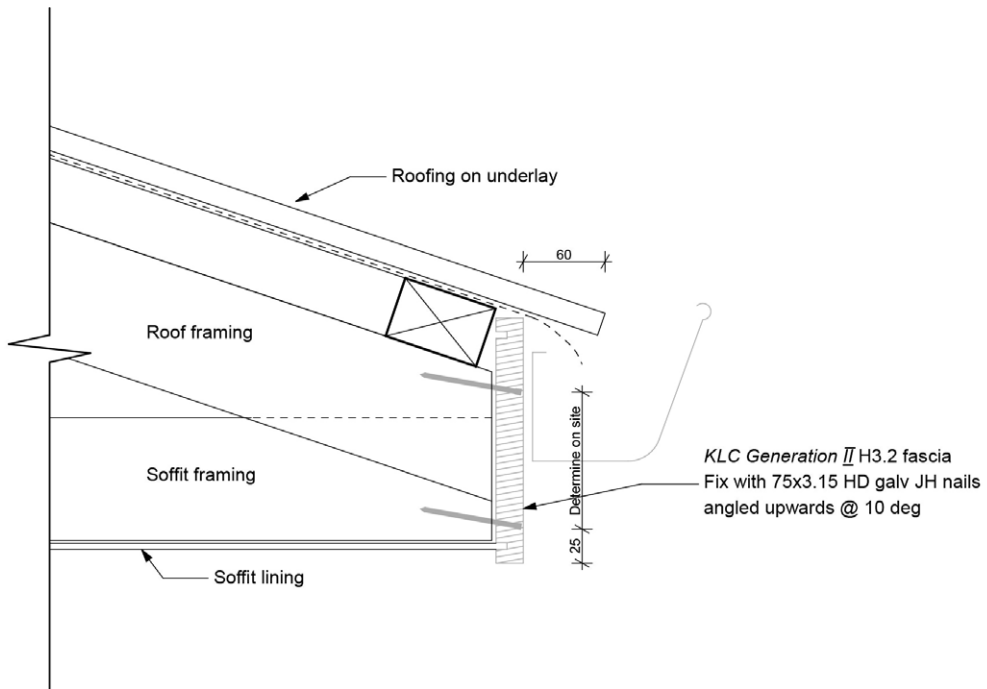 Roofing on underlay
60
Roof framing
Determine on site
Soffit framing
KLC Generation II H3.2 fascia
Fix with 75x3.15 HD galv JH nails
angled upwards @ 10 deg
25
Soffit lining